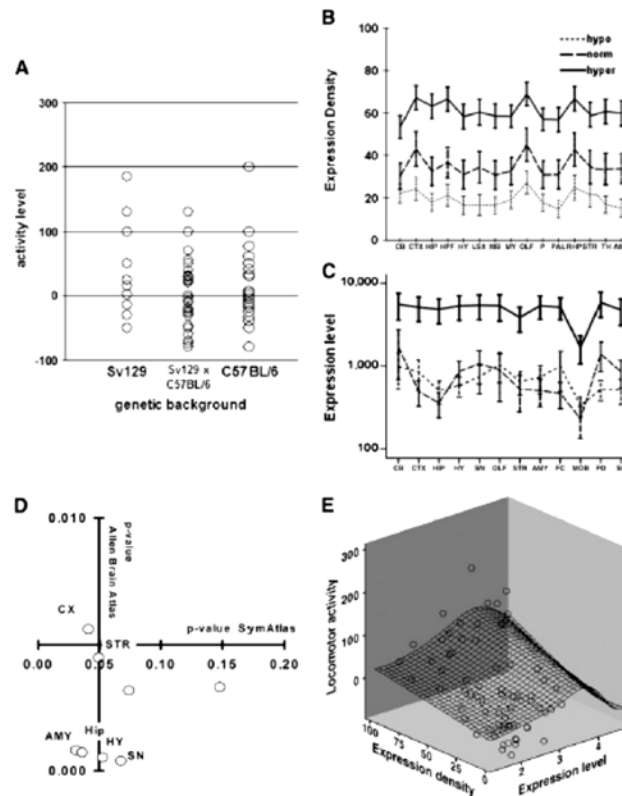 A
300
200
100
0
-100
activity level
Sv129
Sv129 x
C57BL/6
C57BL/6
genetic background
B
100
80
60
40
20
0
Expression Density
hypo
norm
hyper
CB CTX HIP HPF HY LSX MB MY OLF P PAL RHP STR TH
C
10,000
1,000
100
Expression level
CB CTX HIP HY SN OLF STR AMY FC MOB
D
0.010
p-value
Allen Brain Atlas
CX
STR
p-value SymAtlas
0.00 0.05 0.10 0.15 0.20
AMY
Hip
HY
SN
0.000
E
300
200
100
0
Locomotor activity
100
75
50
25
0
Expression density
2
3
4
Expression level